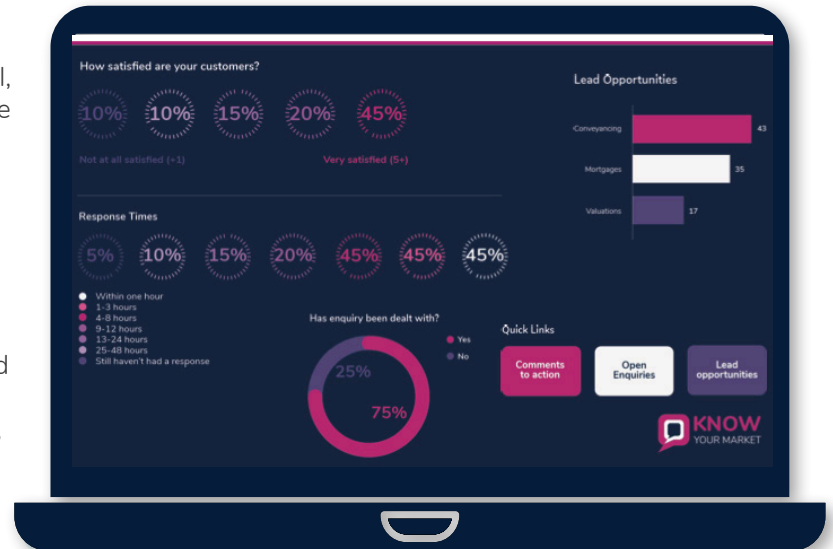 l,
e
d
How satisfied are your customers?
10% 10% 15% 20% 45%
Not at all satisfied (+1) Very satisfied (5+)
Lead Opportunities
Conveyancing 43
Mortgages 35
Valuations 17
Response Times
5% 10% 15% 20% 45% 45% 45%
Within one hour
1-3 hours
4-8 hours
9-12 hours
13-24 hours
25-48 hours
Still haven't had a response
Has enquiry been dealt with?
Yes
No
25%
75%
Quick Links
Comments
to action
Open
Enquiries
Lead
opportunities
KNOW
YOUR MARKET